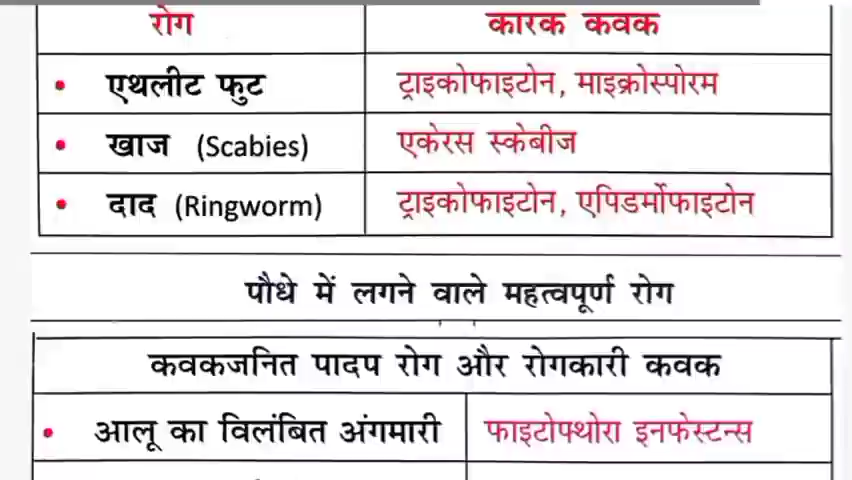 रोग कारक कवक
• एथलीट फुट ट्राइकोफाइटोन, माइक्रोस्पोरम
• खाज (Scabies) एकेरस स्केबीज
• दाद (Ringworm) ट्राइकोफाइटोन, एपिडर्मोफाइटोन
पौधे में लगने वाले महत्वपूर्ण रोग
कवकजनित पादप रोग और रोगकारी कवक
• आलू का विलंबित अंगमारी फाइटोफ्थोरा इनफेस्टन्स